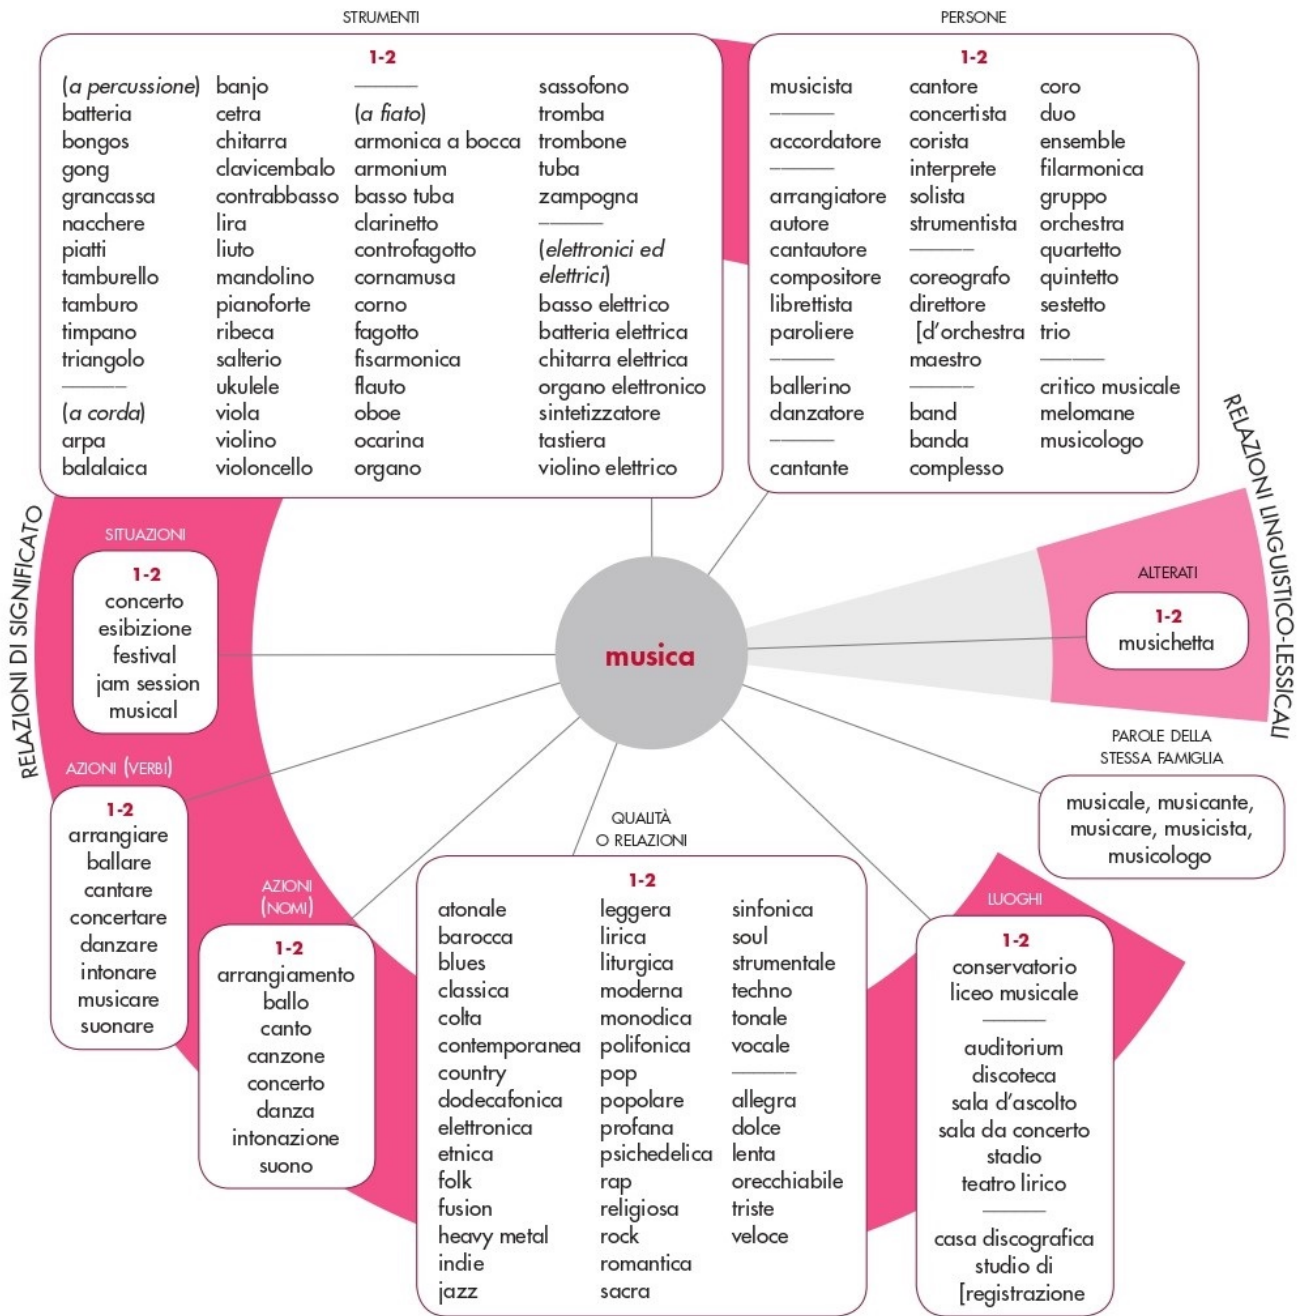 STRUMENTI
1-2
(a percussione)
batteria
bongos
gong
grancassa
nacchere
piatti
tamburello
tamburo
timpano
triangolo
(a corda)
arpa
balalaica
banjo
cetra
chitarra
clavicembalo
contrabbasso
lira
liuto
mandolino
pianoforte
ribeca
salterio
ukulele
viola
violino
violoncello
(a fiato)
armonica a bocca
armonium
basso tuba
clarinetto
controfagotto
cornamusa
corno
fagotto
fisarmonica
flauto
oboe
ocarina
organo
sassofono
tromba
trombone
tuba
zampogna
(elettronici ed
elettrici)
basso elettrico
batteria elettrica
chitarra elettrica
organo elettronico
sintetizzatore
tastiera
violino elettrico
PERSONE
1-2
musicista
accordatore
arrangiatore
autore
cantautore
compositore
librettista
paroliere
ballerino
danzatore
cantante
cantore
concertista
corista
interprete
solista
strumentista
coreografo
direttore
[d'orchestra
maestro
band
banda
complesso
coro
duo
ensemble
filarmonica
gruppo
orchestra
quartetto
quintetto
sestetto
trio
critico musicale
melomane
musicologo
RELAZIONI DI SIGNIFICATO
RELAZIONI LINGUISTICO-LESSICALI
SITUAZIONI
1-2
concerto
esibizione
festival
jam session
musical
musica
ALTERATI
1-2
musichetta
PAROLE DELLA
STESSA FAMIGLIA
musicale, musicante,
musicare, musicista,
musicologo
AZIONI (VERBI)
1-2
arrangiare
ballare
cantare
concertare
danzare
intonare
musicare
suonare
AZIONI
(NOMI)
1-2
arrangiamento
ballo
canto
canzone
concerto
danza
intonazione
suono
QUALITÀ
O RELAZIONI
1-2
atonale
barocca
blues
classica
colta
contemporanea
country
dodecafonica
elettronica
etnica
folk
fusion
heavy metal
indie
jazz
leggera
lirica
liturgica
moderna
monodica
polifonica
pop
popolare
profana
psichedelica
rap
religiosa
rock
romantica
sacra
sinfonica
soul
strumentale
techno
tonale
vocale
allegra
dolce
lenta
orecchiabile
triste
veloce
LUOGHI
1-2
conservatorio
liceo musicale
auditorium
discoteca
sala d'ascolto
sala da concerto
stadio
teatro lirico
casa discografica
studio di
[registrazione